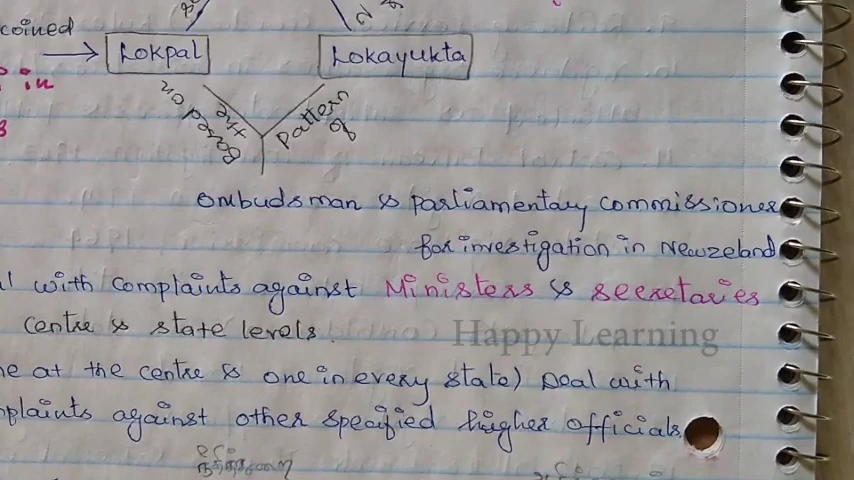 coined
Lokpal
Lokayukta
in
Based on
the
pattern
of
ombudsman & parliamentary commissioner
for investigation in Newzeland
with complaints against Ministers & secretaries
centre & state levels.
Happy Learning
at the centre & one in every state) Deal with
against other specified higher officials